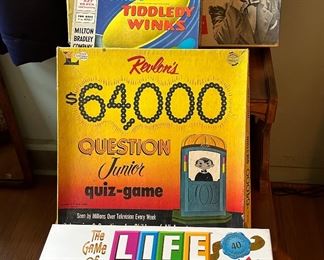 TIDDLEDY
WINKS
MILTON
BRADLEY
COMPANY
Revlon's
$64,000
QUESTION
Junior
quiz-game
Seen by Millions Over Television Every Week
The
Game
of
LIFE
40